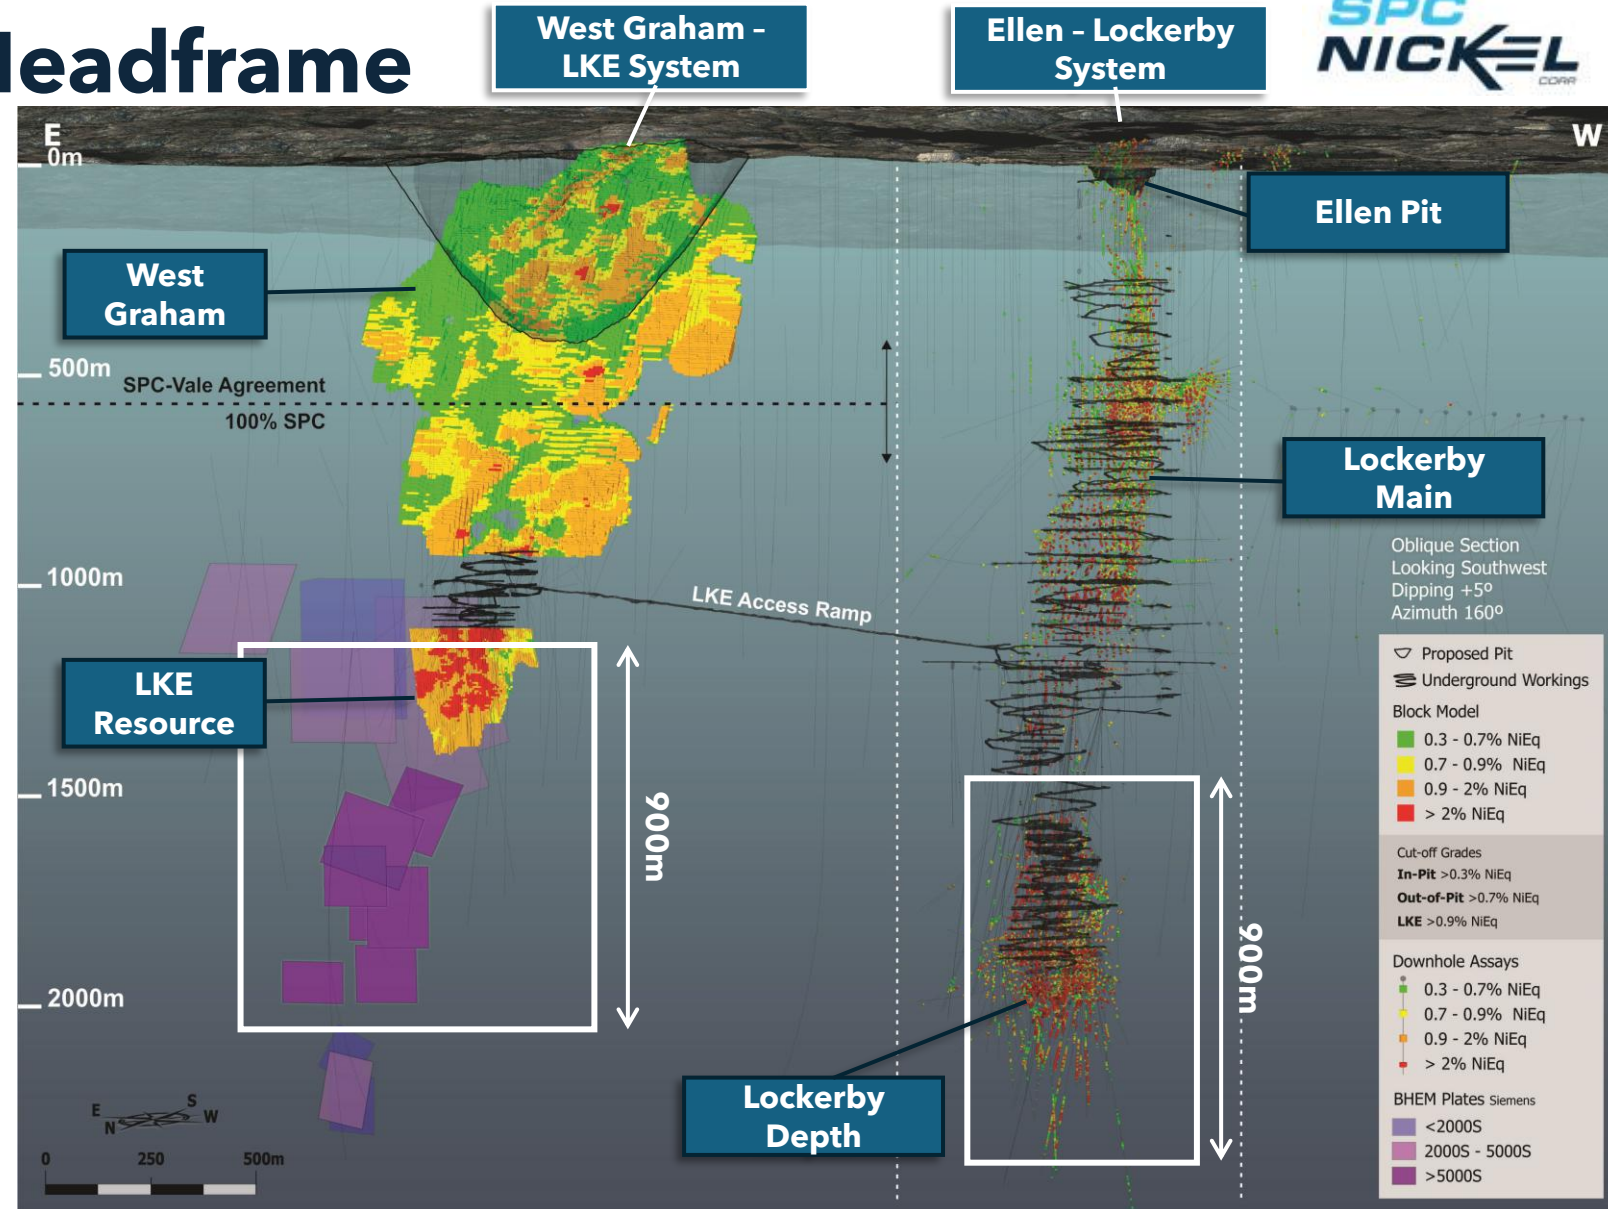 West Graham –
LKE System
Ellen – Lockerby
System
SPC
NICKEL
CORP
eadframe
E
W
0m
Ellen Pit
West
Graham
500m
SPC-Vale Agreement
100% SPC
Lockerby
Main
Oblique Section
Looking Southwest
Dipping +5º
Azimuth 160º
1000m
LKE Access Ramp
LKE
Resource
1500m
900m
900m
2000m
Lockerby
Depth
E
S
N
W
0 250 500m
Proposed Pit
Underground Workings
Block Model
0.3 - 0.7% NiEq
0.7 - 0.9% NiEq
0.9 - 2% NiEq
> 2% NiEq
Cut-off Grades
In-Pit >0.3% NiEq
Out-of-Pit >0.7% NiEq
LKE >0.9% NiEq
Downhole Assays
0.3 - 0.7% NiEq
0.7 - 0.9% NiEq
0.9 - 2% NiEq
> 2% NiEq
BHEM Plates Siemens
<2000S
2000S - 5000S
>5000S